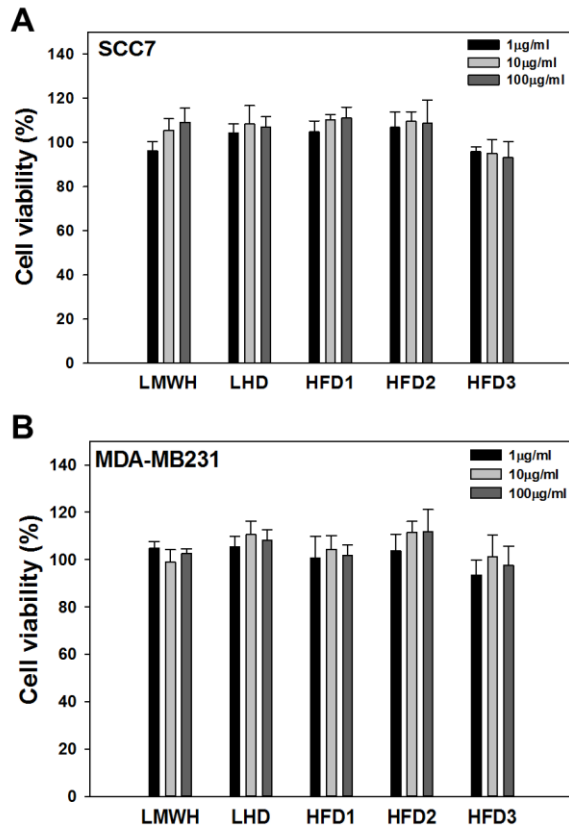 A
SCC7
1μg/ml
10μg/ml
100μg/ml
Cell viability (%)
140
120
100
80
60
40
20
0
LMWH LHD HFD1 HFD2 HFD3
B
MDA-MB231
1μg/ml
10μg/ml
100μg/ml
Cell viability (%)
140
120
100
80
60
40
20
0
LMWH LHD HFD1 HFD2 HFD3